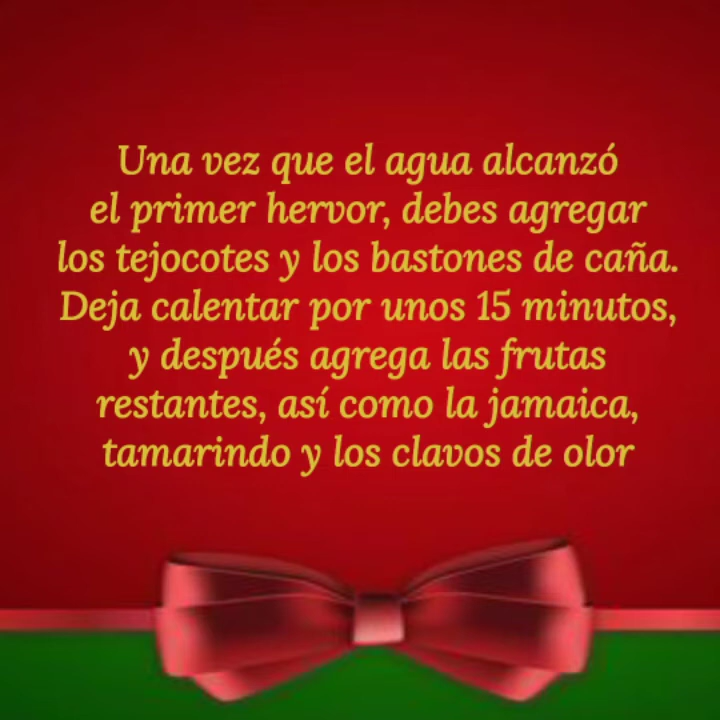 Una vez que el agua alcanzó
el primer hervor, debes agregar
los tejocotes y los bastones de caña.
Deja calentar por unos 15 minutos,
y después agrega las frutas
restantes, así como la jamaica,
tamarindo y los clavos de olor